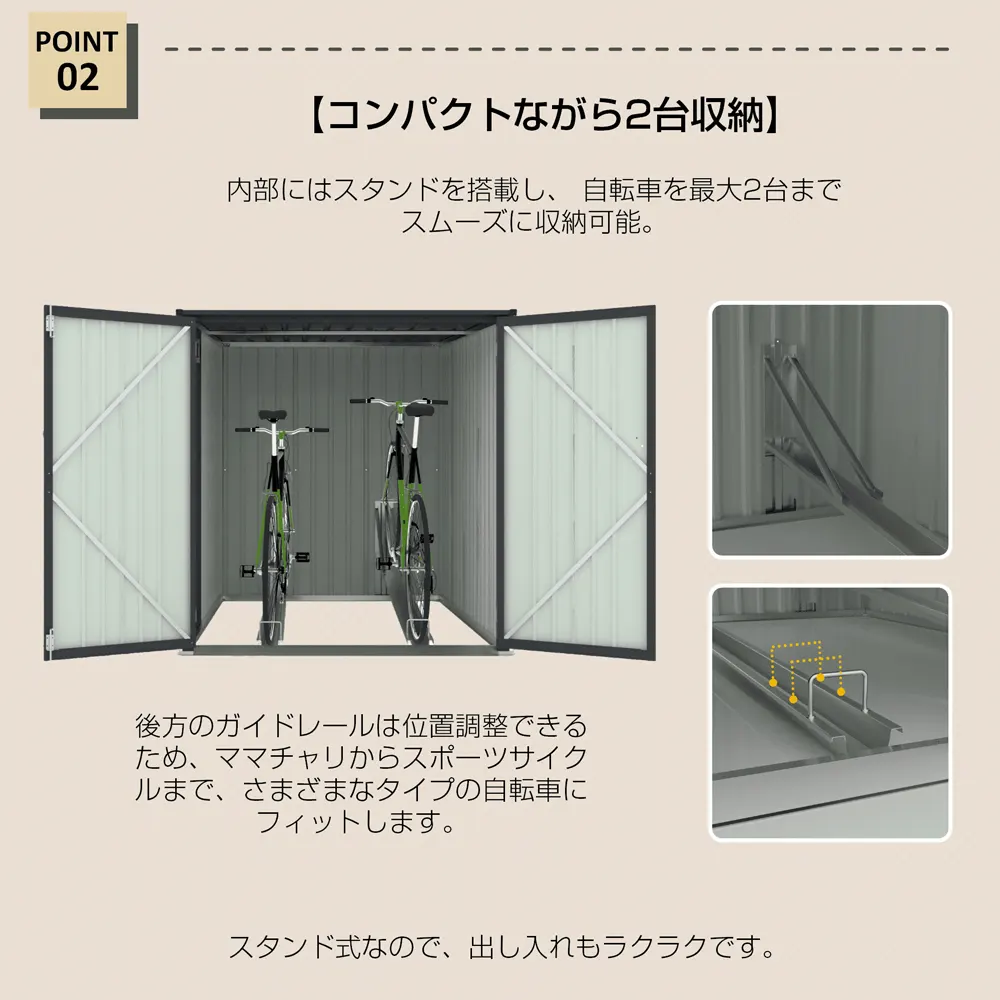 POINT
02
【コンパクトながら2台収納】
内部にはスタンドを搭載し、 自転車を最大2台まで
スムーズに収納可能。
後方のガイドレールは位置調整できる
ため、ママチャリからスポーツサイク
ルまで、さまざまなタイプの自転車に
フィットします。
スタンド式なので、出し入れもラクラクです。